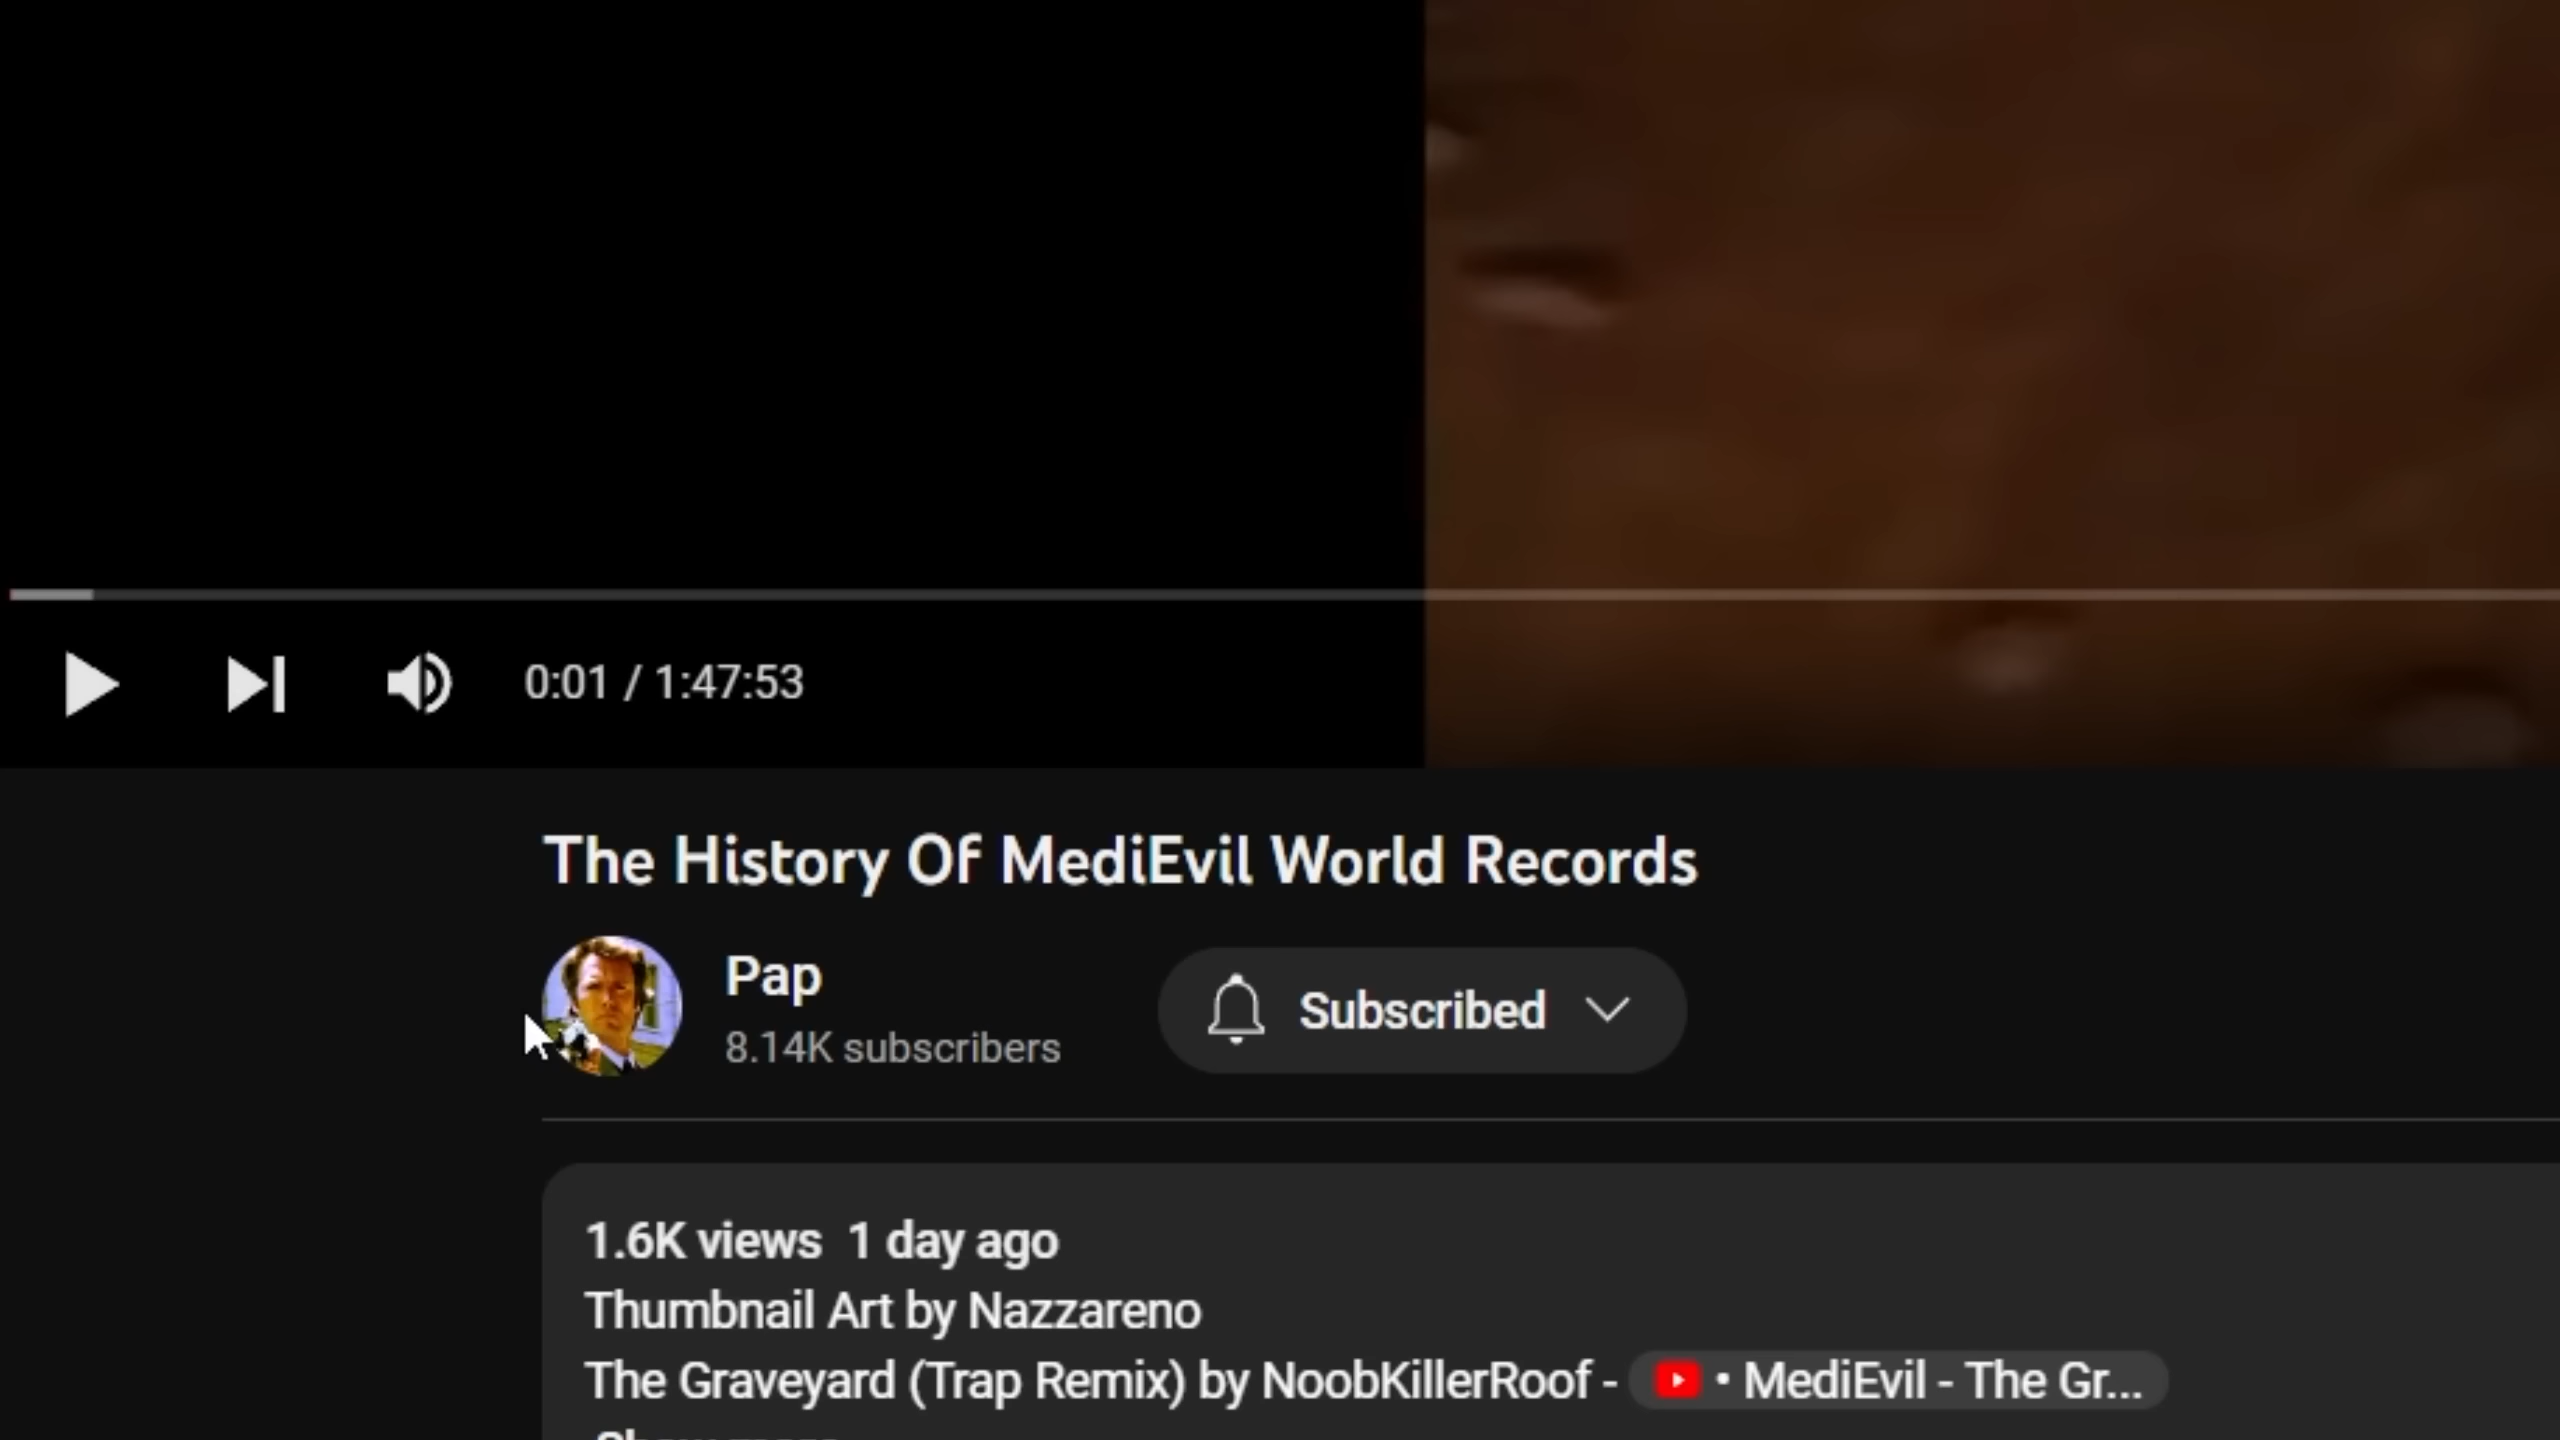 0:01 / 1:47:53
The History Of MediEvil World Records
Pap
8.14K subscribers
Subscribed
1.6K views 1 day ago
Thumbnail Art by Nazzareno
The Graveyard (Trap Remix) by NoobKillerRoof - • MediEvil - The Gr...